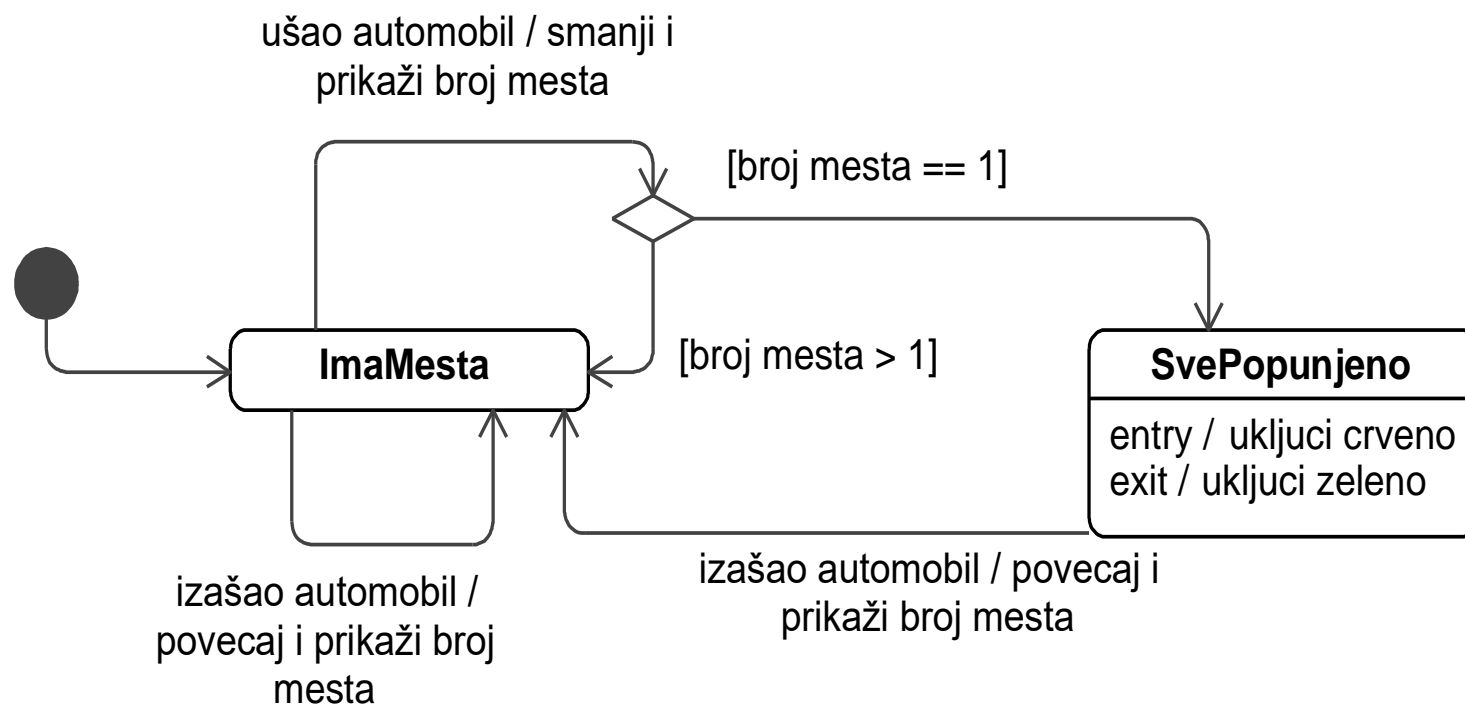 ušao automobil / smanji i
prikaži broj mesta
[broj mesta == 1]
ImaMesta
[broj mesta > 1]
SvePopunjeno
entry / ukljuci crveno
exit / ukljuci zeleno
izašao automobil / povecaj i
prikaži broj mesta
izašao automobil /
povecaj i prikaži broj
mesta